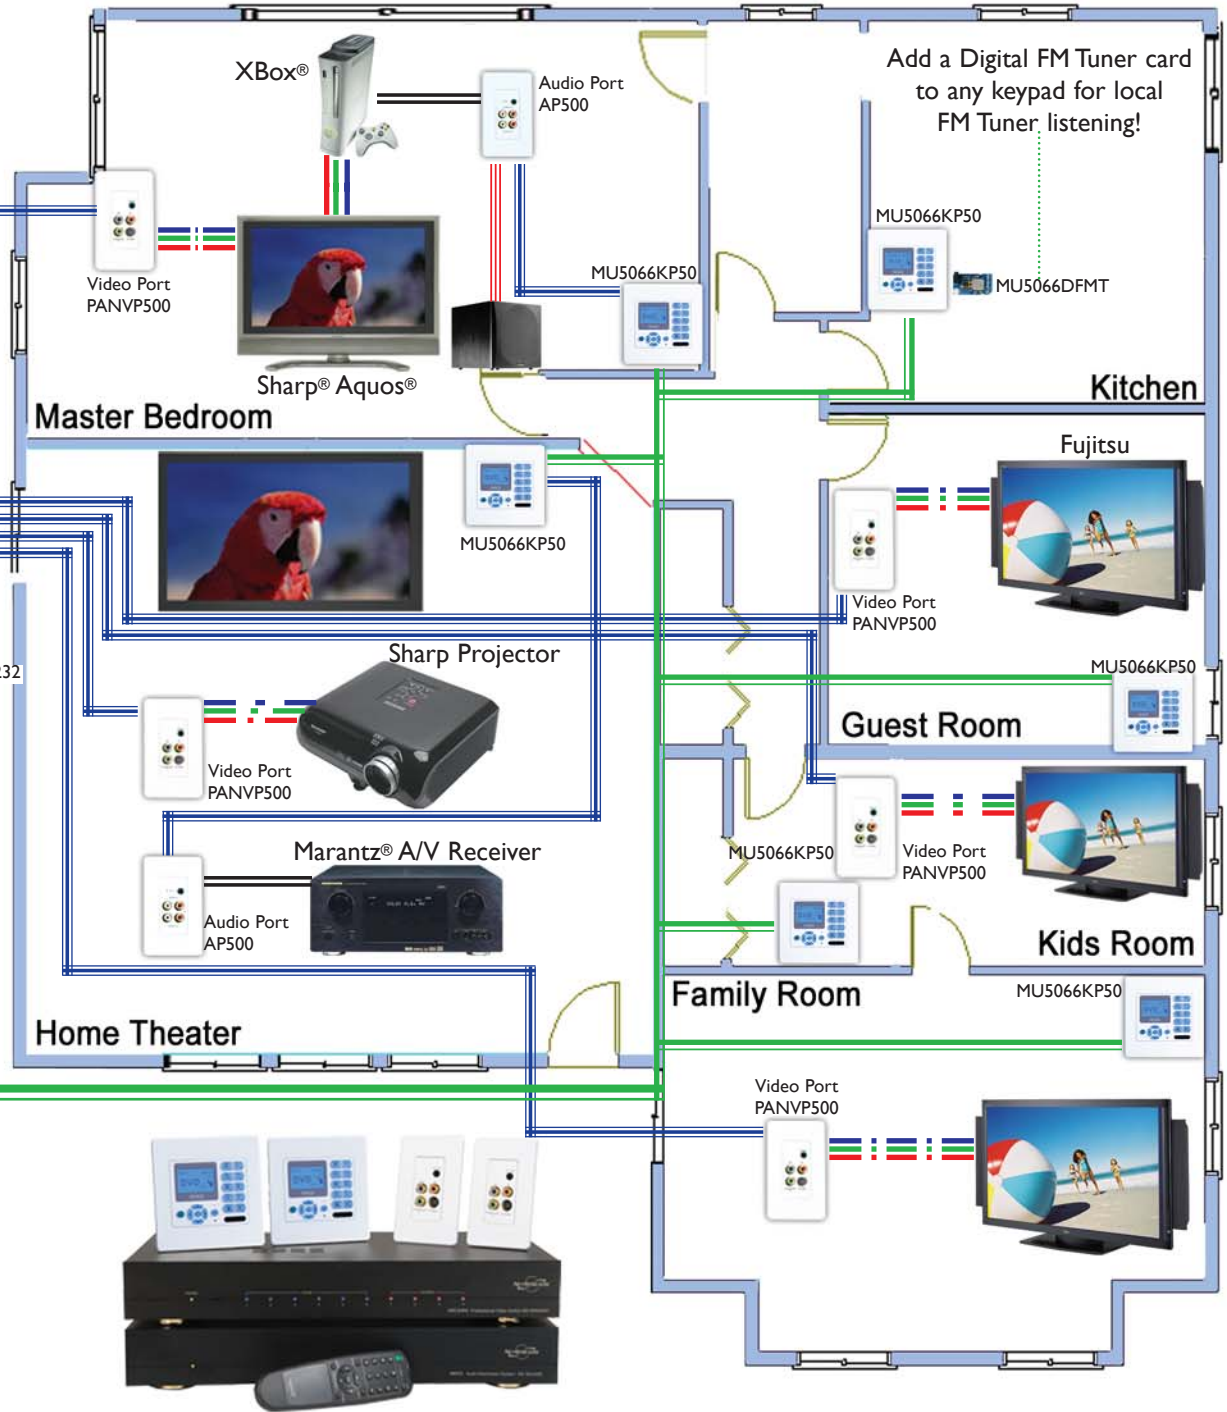 XBox®
Audio Port
AP500
Add a Digital FM Tuner card
to any keypad for local
FM Tuner listening!
Video Port
PANVP500
MU5066KP50
MU5066KP50
MU5066DFMT
Sharp® Aquos®
Master Bedroom
Kitchen
Fujitsu
MU5066KP50
Video Port
PANVP500
232
Sharp Projector
MU5066KP50
Guest Room
Video Port
PANVP500
Marantz® A/V Receiver
MU5066KP50
Video Port
PANVP500
Audio Port
AP500
Kids Room
Family Room
MU5066KP50
Home Theater
Video Port
PANVP500
DVD
DVD